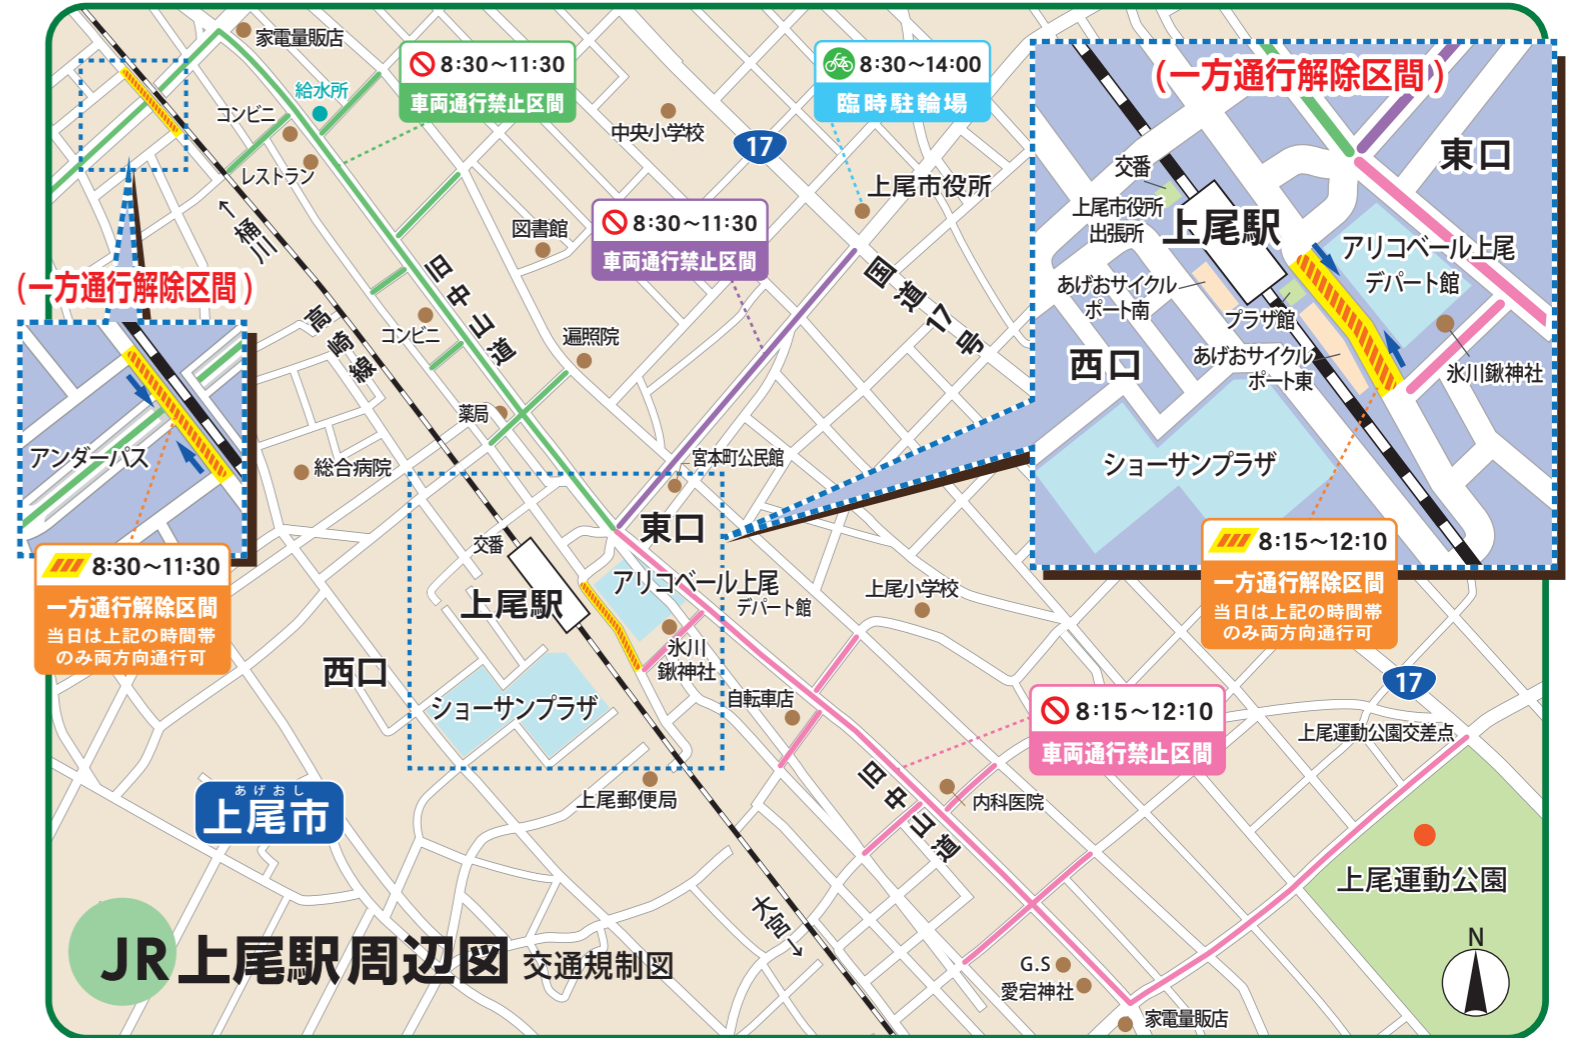 家電量販店
8:30～11:30
車両通行禁止区間
8:30～14:00
臨時駐輪場
給水所
コンビニ
レストラン
中央小学校
17
上尾市役所
←桶川
図書館
8:30～11:30
車両通行禁止区間
国道17号
旧中山道
高崎線
コンビニ
遍照院
薬局
総合病院
宮本町公民館
(一方通行解除区間)
アンダーパス
8:30～11:30
一方通行解除区間
当日は上記の時間帯
のみ両方向通行可
(一方通行解除区間)
東口
交番
上尾市役所
出張所
上尾駅
アリコベール上尾
デパート館
あげおサイクル
ポート南
プラザ館
西口
あげおサイクル
ポート東
氷川鍬神社
ショーサンプラザ
8:15～12:10
一方通行解除区間
当日は上記の時間帯
のみ両方向通行可
東口
交番
アリコベール上尾
デパート館
上尾駅
上尾小学校
氷川
鍬神社
西口
ショーサンプラザ
自転車店
8:15～12:10
車両通行禁止区間
17
上尾運動公園交差点
上尾郵便局
旧中山道
内科医院
あげおし
上尾市
上尾運動公園
大宮→
JR上尾駅周辺図 交通規制図
G.S
愛宕神社
家電量販店
N